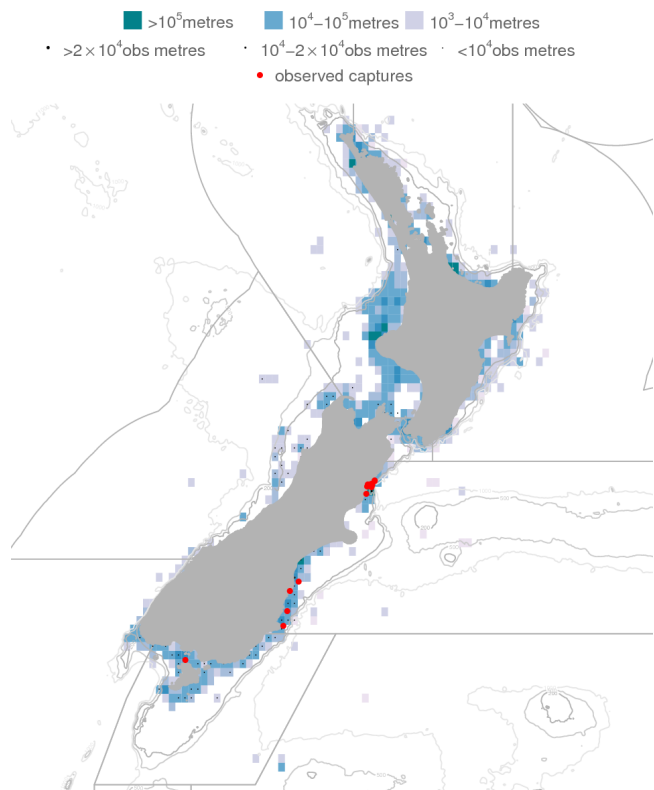 >10⁵metres 10⁴–10⁵metres 10³–10⁴metres
>2×10⁴obs metres 10⁴–2×10⁴obs metres <10⁴obs metres
observed captures